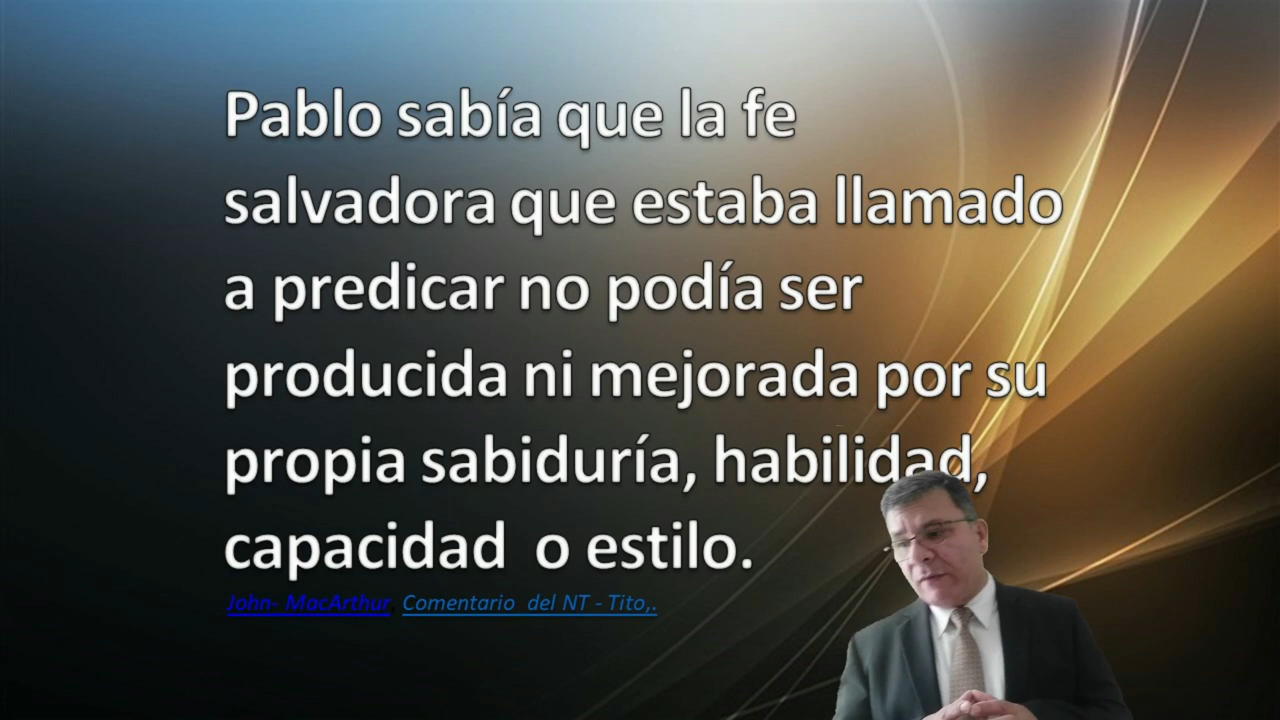 Pablo sabía que la fe
salvadora que estaba llamado
a predicar no podía ser
producida ni mejorada por su
propia sabiduría, habilidad,
capacidad  o estilo.
John- MacArthur, Comentario  del NT - Tito,.